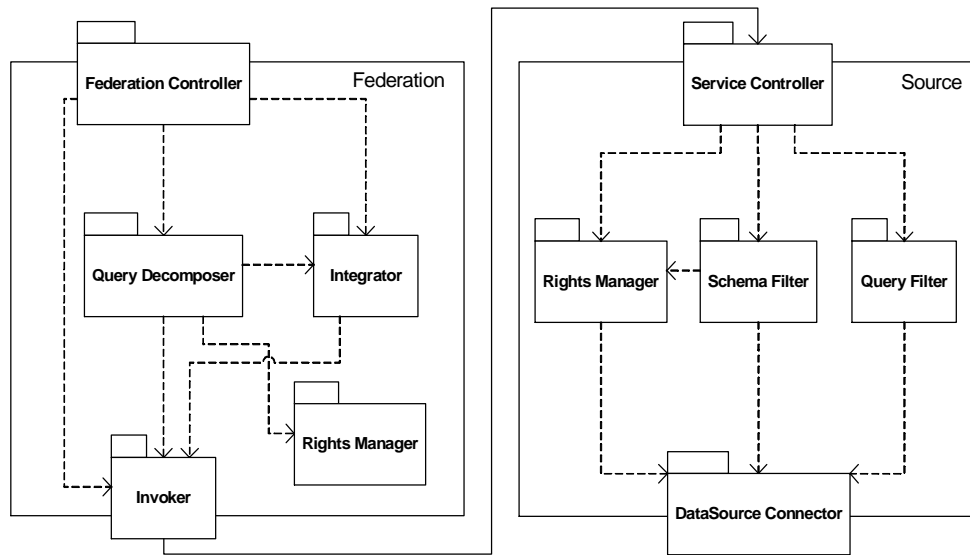 Federation Controller
Federation
Query Decomposer
Integrator
Rights Manager
Invoker
Service Controller
Source
Rights Manager
Schema Filter
Query Filter
DataSource Connector